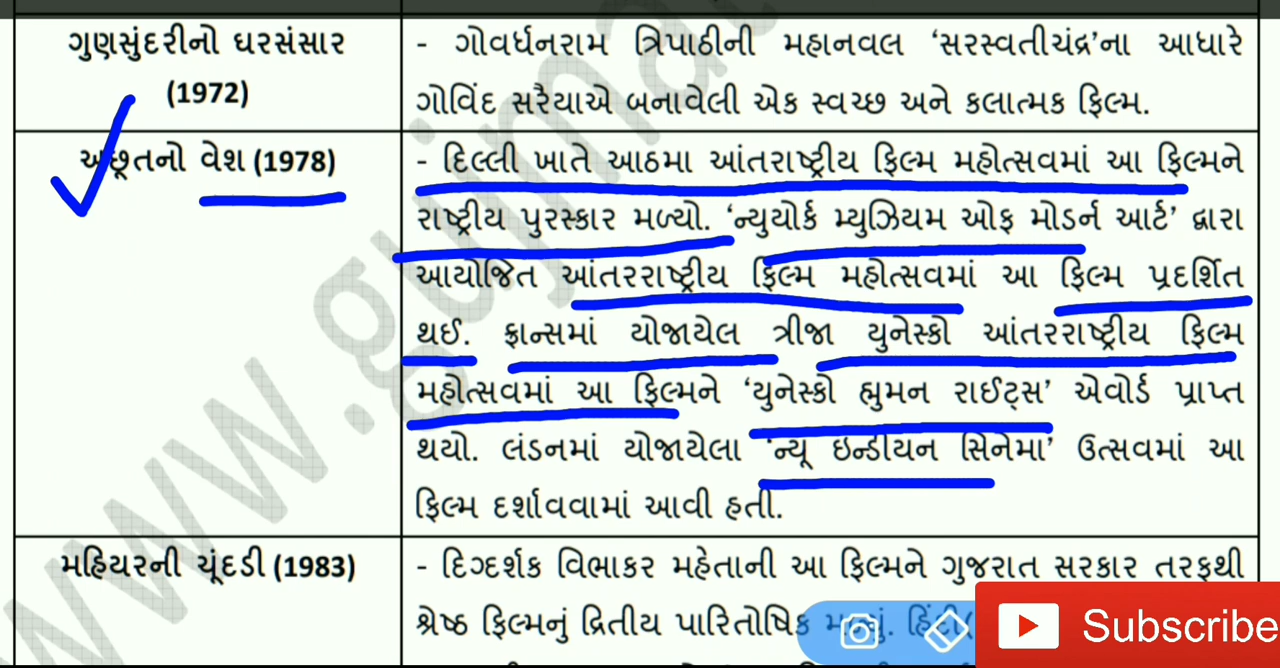 ગુણસુંદરીનો ઘરસંસાર
(1972)
- ગોવર્ધનરામ ત્રિપાઠીની મહાનવલ ‘સરસ્વતીચંદ્ર’ના આધારે
ગોવિંદ સરૈયાએ બનાવેલી એક સ્વચ્છ અને કલાત્મક ફિલ્મ.
અછૂતનો વેશ (1978)
- દિલ્લી ખાતે આઠમા આંતરાષ્ટ્રીય ફિલ્મ મહોત્સવમાં આ ફિલ્મને
રાષ્ટ્રીય પુરસ્કાર મળ્યો. ‘ન્યુયોર્ક મ્યુઝિયમ ઓફ મોડર્ન આર્ટ’ દ્વારા
આયોજિત આંતરરાષ્ટ્રીય ફિલ્મ મહોત્સવમાં આ ફિલ્મ પ્રદર્શિત
થઈ. ફ્રાન્સમાં યોજાયેલ ત્રીજા યુનેસ્કો આંતરરાષ્ટ્રીય ફિલ્મ
મહોત્સવમાં આ ફિલ્મને ‘યુનેસ્કો હ્યુમન રાઈટ્સ’ એવોર્ડ પ્રાપ્ત
થયો. લંડનમાં યોજાયેલા ‘ન્યૂ ઇન્ડીયન સિનેમા’ ઉત્સવમાં આ
ફિલ્મ દર્શાવવામાં આવી હતી.
મહિયરની ચૂંદડી (1983)
- દિગ્દર્શક વિભાકર મહેતાની આ ફિલ્મને ગુજરાત સરકાર તરફથી
શ્રેષ્ઠ ફિલ્મનું દ્રિતીય પારિતોષિક મળ્યું. હિંદી(
Subscribe
www.gujma